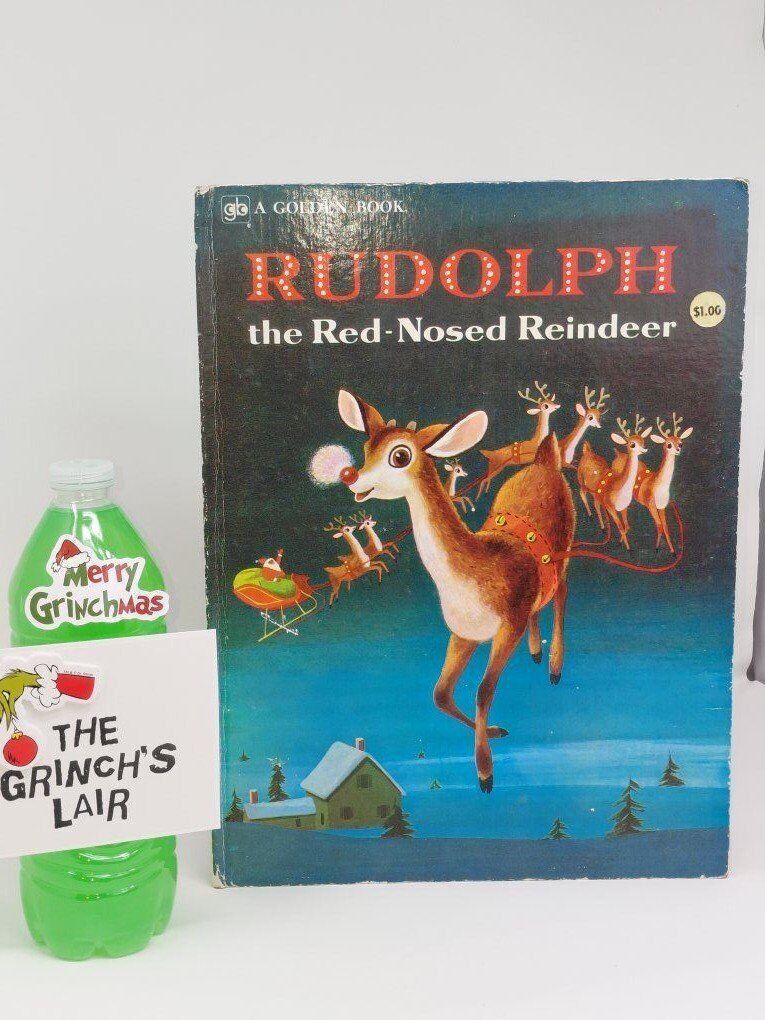 gb A GOLDEN BOOK
RUDOLPH
the Red-Nosed Reindeer
$1.00
Merry
GrinchMas
THE
GRINCH'S
LAIR